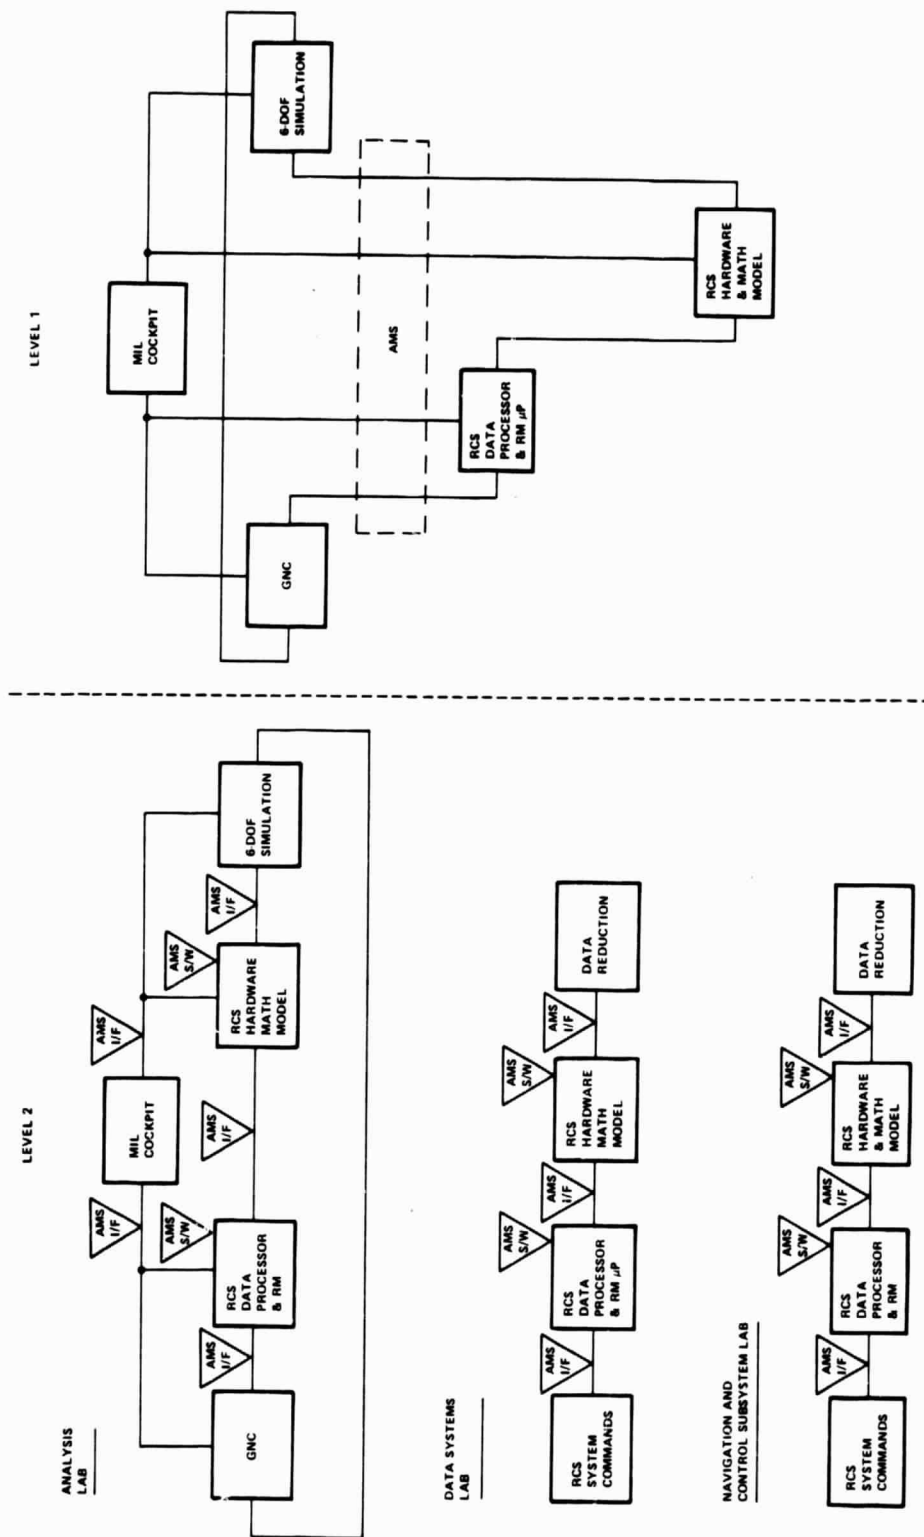 LEVEL 2
ANALYSIS
LAB
AMS
I/F
MIL
COCKPIT
AMS
I/F
GNC
AMS
I/F
AMS
S/W
RCS
DATA
PROCESSOR
& RM
AMS
I/F
AMS
S/W
RCS
HARDWARE
MATH
MODEL
AMS
I/F
6-DOF
SIMULATION
DATA SYSTEMS
LAB
RCS
SYSTEM
COMMANDS
AMS
I/F
AMS
S/W
RCS
DATA
PROCESSOR
& RM μP
AMS
I/F
AMS
S/W
RCS
HARDWARE
MATH
MODEL
AMS
I/F
DATA
REDUCTION
NAVIGATION AND
CONTROL SUBSYSTEM LAB
RCS
SYSTEM
COMMANDS
AMS
I/F
AMS
S/W
RCS
DATA
PROCESSOR
& RM
AMS
I/F
AMS
S/W
RCS
HARDWARE
& MATH
MODEL
AMS
I/F
DATA
REDUCTION
LEVEL 1
MIL
COCKPIT
GNC
6-DOF
SIMULATION
AMS
RCS
DATA
PROCESSOR
& RM μP
RCS
HARDWARE
& MATH
MODEL